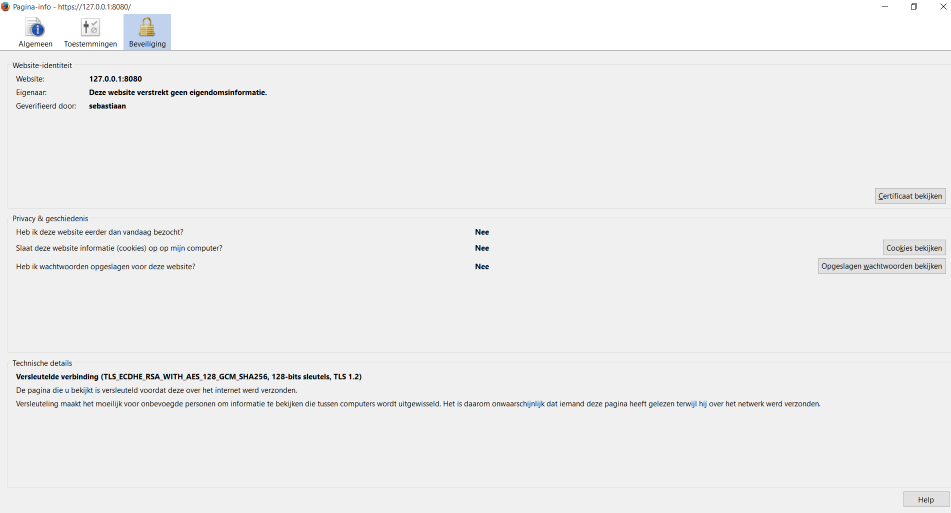 Pagina-info - https://127.0.0.1:8080/
Algemeen Toestemmingen Beveiliging
Website-identiteit
Website: 127.0.0.1:8080
Eigenaar: Deze website verstrekt geen eigendomsinformatie.
Geverifieerd door: sebastiaan
Certificaat bekijken
Privacy & geschiedenis
Heb ik deze website eerder dan vandaag bezocht? Nee
Slaat deze website informatie (cookies) op op mijn computer? Nee Cookies bekijken
Heb ik wachtwoorden opgeslagen voor deze website? Nee Opgeslagen wachtwoorden bekijken
Technische details
Versleutelde verbinding (TLS_ECDHE_RSA_WITH_AES_128_GCM_SHA256, 128-bits sleutels, TLS 1.2)
De pagina die u bekijkt is versleuteld voordat deze over het internet werd verzonden.
Versleuteling maakt het moeilijk voor onbevoegde personen om informatie te bekijken die tussen computers wordt uitgewisseld. Het is daarom onwaarschijnlijk dat iemand deze pagina heeft gelezen terwijl hij over het netwerk werd verzonden.
Help